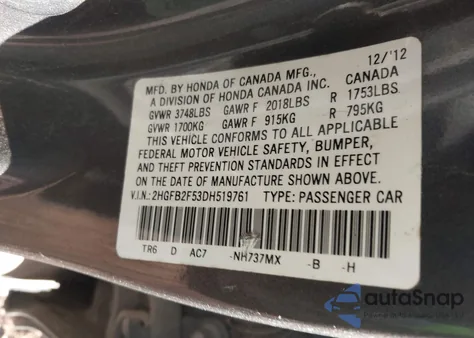 12/'12
MFD. BY HONDA OF CANADA MFG.,
A DIVISION OF HONDA CANADA INC. CANADA
GVWR 3748LBS GAWR F 2018LBS R 1753LBS
GVWR 1700KG GAWR F 915KG R 795KG
THIS VEHICLE CONFORMS TO ALL APPLICABLE
FEDERAL MOTOR VEHICLE SAFETY, BUMPER,
AND THEFT PREVENTION STANDARDS IN EFFECT
ON THE DATE OF MANUFACTURE SHOWN ABOVE.
V.I.N.: 2HGFB2F53DH519761 TYPE: PASSENGER CAR
TR6 D AC7 -NH737MX -B -H
autoSnap